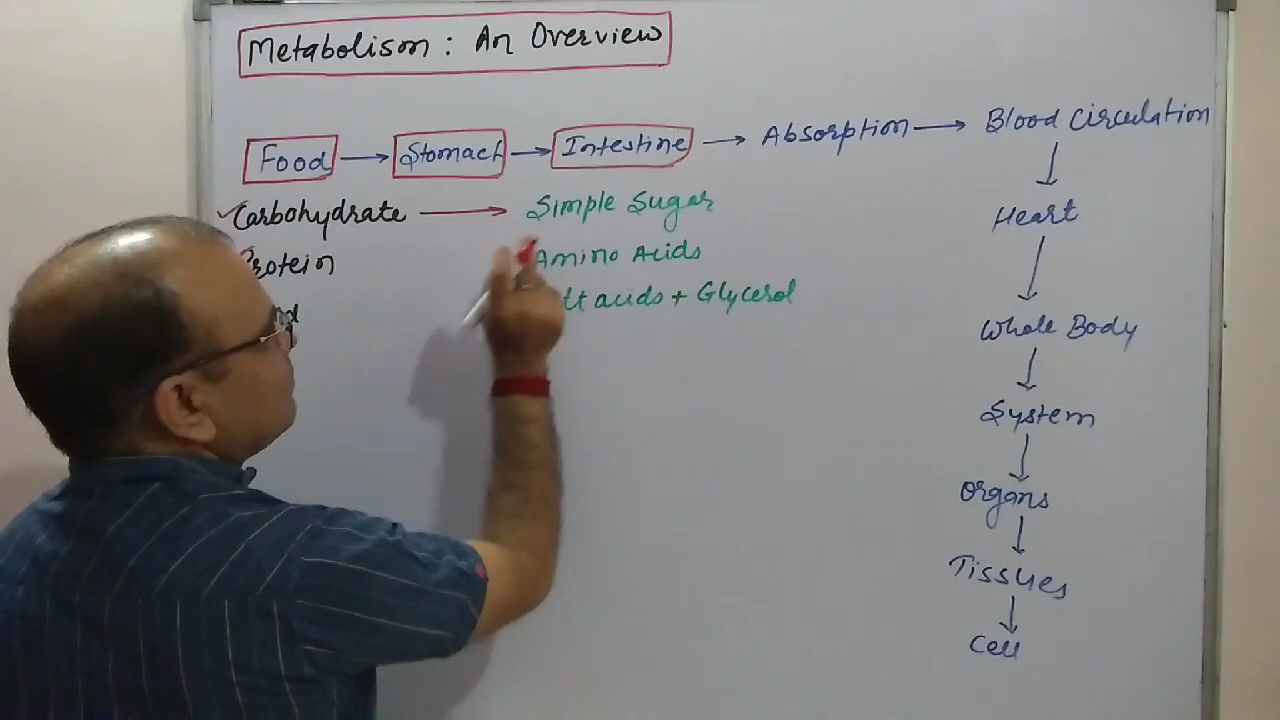 Metabolism : An Overview
Food → Stomach → Intestine → Absorption → Blood Circulation
Carbohydrate → Simple Sugar
Protein Amino Acids
acids + Glycerol
↓
Heart
↓
Whole Body
↓
System
↓
Organs
↓
Tissues
↓
Cell